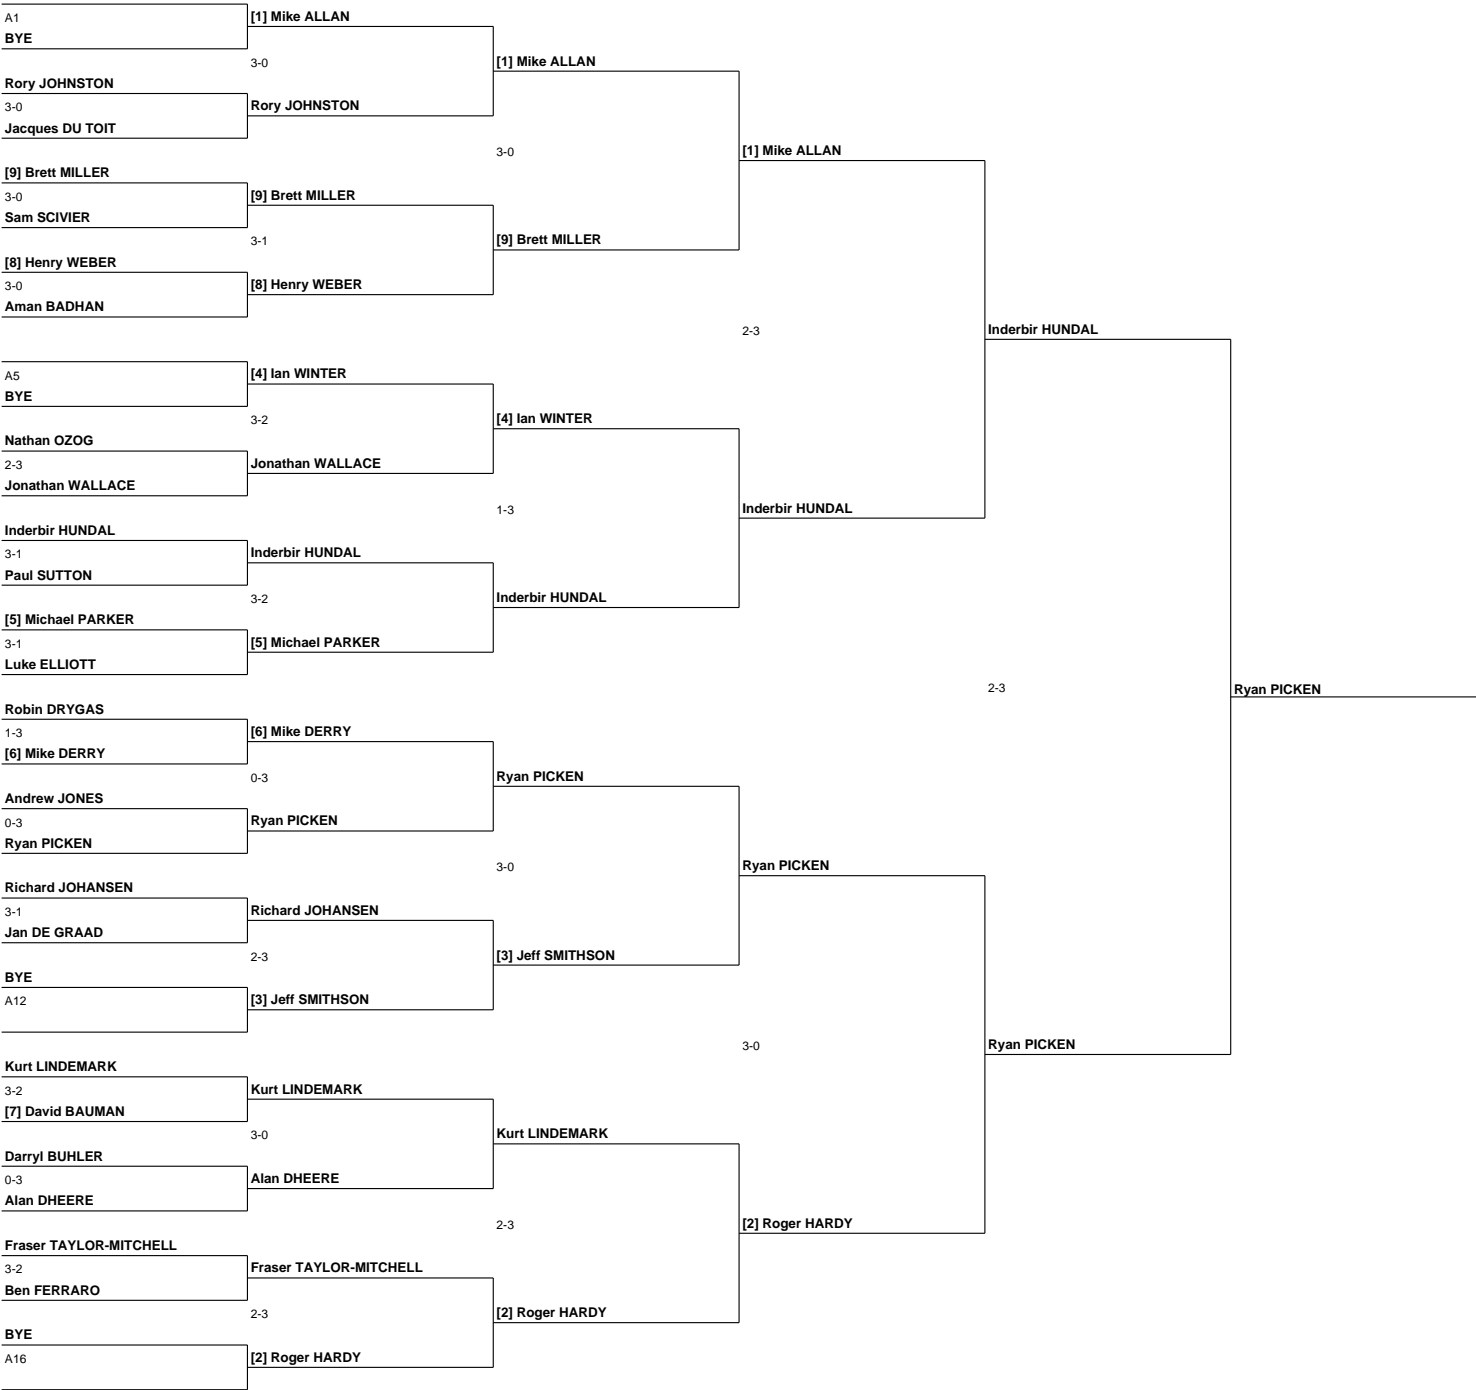 A1
BYE
[1] Mike ALLAN
3-0
Rory JOHNSTON
3-0
Jacques DU TOIT
Rory JOHNSTON
[1] Mike ALLAN
3-0
[9] Brett MILLER
3-0
Sam SCIVIER
[9] Brett MILLER
3-1
[8] Henry WEBER
3-0
Aman BADHAN
[8] Henry WEBER
[9] Brett MILLER
[1] Mike ALLAN
2-3
A5
BYE
[4] Ian WINTER
3-2
Nathan OZOG
2-3
Jonathan WALLACE
Jonathan WALLACE
[4] Ian WINTER
1-3
Inderbir HUNDAL
3-1
Paul SUTTON
Inderbir HUNDAL
3-2
[5] Michael PARKER
3-1
Luke ELLIOTT
[5] Michael PARKER
Inderbir HUNDAL
Inderbir HUNDAL
Inderbir HUNDAL
2-3
Ryan PICKEN
Robin DRYGAS
1-3
[6] Mike DERRY
[6] Mike DERRY
0-3
Andrew JONES
0-3
Ryan PICKEN
Ryan PICKEN
Ryan PICKEN
3-0
Richard JOHANSEN
3-1
Jan DE GRAAD
Richard JOHANSEN
2-3
BYE
A12
[3] Jeff SMITHSON
[3] Jeff SMITHSON
Ryan PICKEN
3-0
Ryan PICKEN
Kurt LINDEMARK
3-2
[7] David BAUMAN
Kurt LINDEMARK
3-0
Darryl BUHLER
0-3
Alan DHEERE
Alan DHEERE
Kurt LINDEMARK
2-3
Fraser TAYLOR-MITCHELL
3-2
Ben FERRARO
Fraser TAYLOR-MITCHELL
2-3
BYE
A16
[2] Roger HARDY
[2] Roger HARDY
[2] Roger HARDY